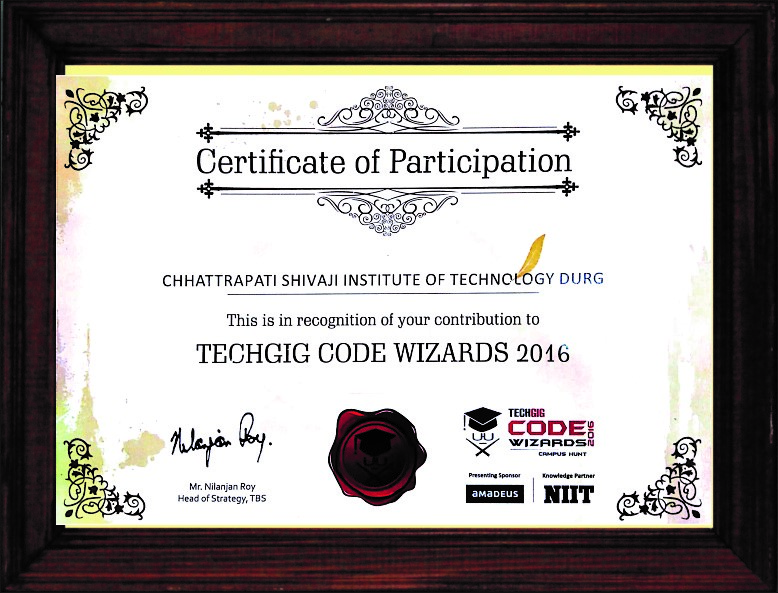 Certificate of Participation
CHHATTRAPATI SHIVAJI INSTITUTE OF TECHNOLOGY DURG
This is in recognition of your contribution to
TECHGIG CODE WIZARDS 2016
Nilanjan Roy.
Mr. Nilanjan Roy
Head of Strategy, TBS
TECHGIG
CODE
WIZARDS 2016
CAMPUS HUNT
Presenting Sponsor
amadeus
Knowledge Partner
NIIT